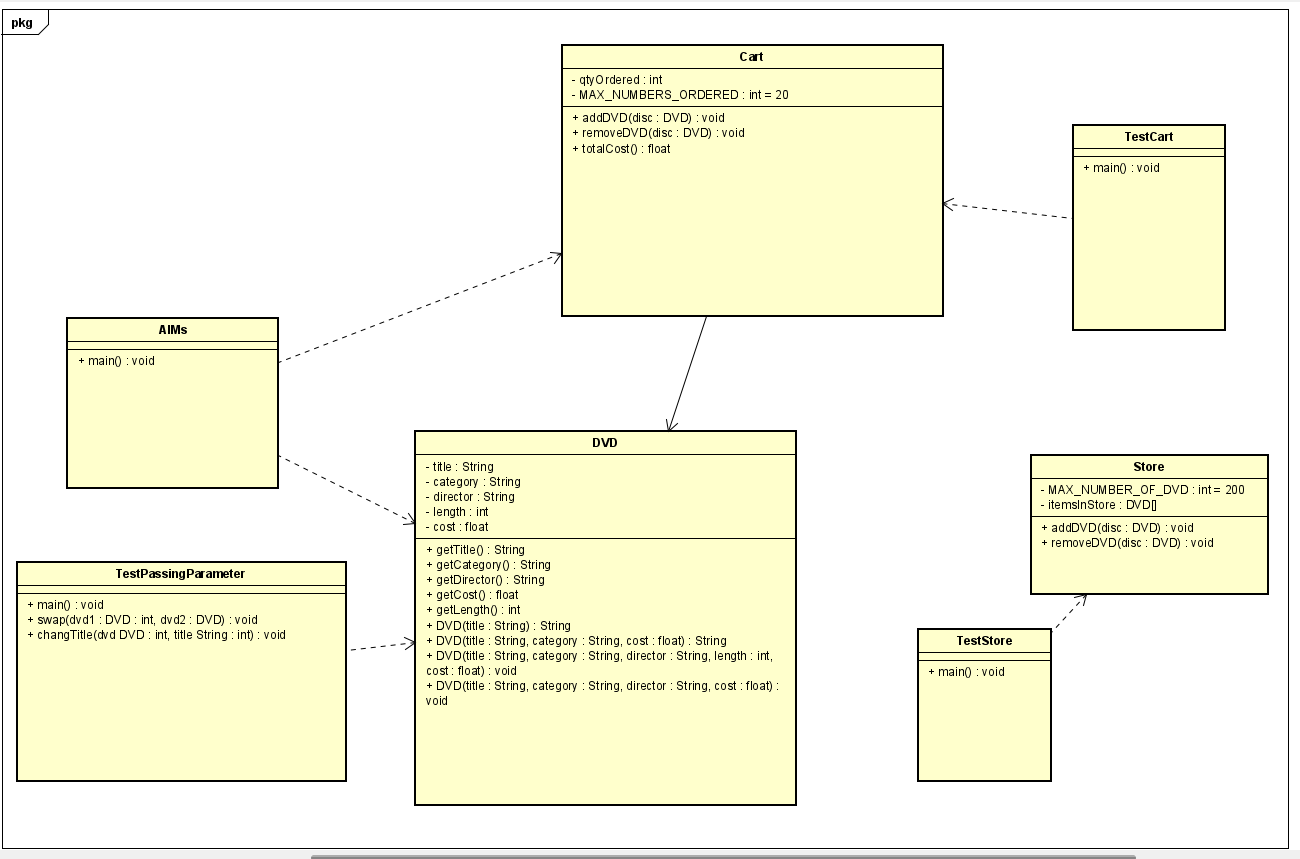 pkg
Cart
- qtyOrdered : int
- MAX_NUMBERS_ORDERED : int = 20
+ addDVD(disc : DVD) : void
+ removeDVD(disc : DVD) : void
+ totalCost() : float
TestCart
+ main() : void
AIMs
+ main() : void
DVD
- title : String
- category : String
- director : String
- length : int
- cost : float
+ getTitle() : String
+ getCategory() : String
+ getDirector() : String
+ getCost() : float
+ getLength() : int
+ DVD(title : String) : String
+ DVD(title : String, category : String, cost : float) : String
+ DVD(title : String, category : String, director : String, length : int,
cost : float) : void
+ DVD(title : String, category : String, director : String, cost : float) :
void
Store
- MAX_NUMBER_OF_DVD : int = 200
- itemsInStore : DVD[]
+ addDVD(disc : DVD) : void
+ removeDVD(disc : DVD) : void
TestPassingParameter
+ main() : void
+ swap(dvd1 : DVD : int, dvd2 : DVD) : void
+ changTitle(dvd DVD : int, title String : int) : void
TestStore
+ main() : void